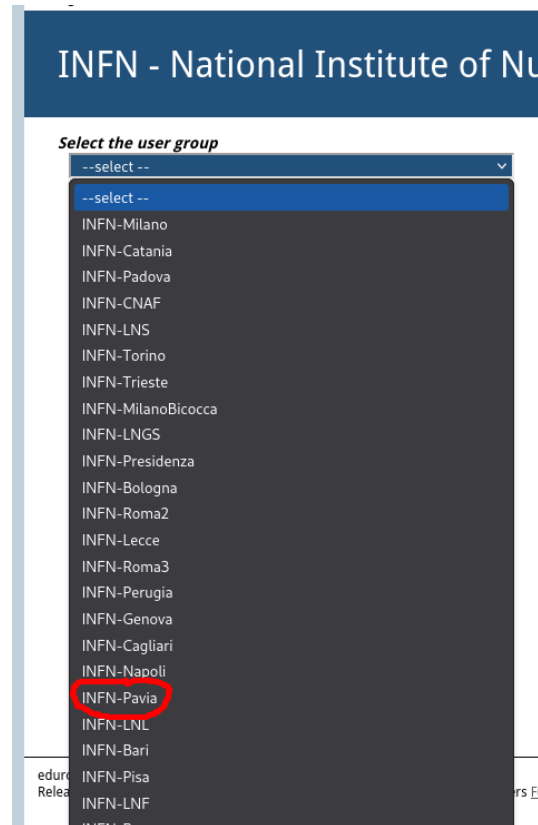 INFN - National Institute of
Select the user group
--select --
--select --
INFN-Milano
INFN-Catania
INFN-Padova
INFN-CNAF
INFN-LNS
INFN-Torino
INFN-Trieste
INFN-MilanoBicocca
INFN-LNGS
INFN-Presidenza
INFN-Bologna
INFN-Roma2
INFN-Lecce
INFN-Roma3
INFN-Perugia
INFN-Genova
INFN-Cagliari
INFN-Napoli
INFN-Pavia
INFN-LNL
INFN-Bari
INFN-Pisa
INFN-LNF